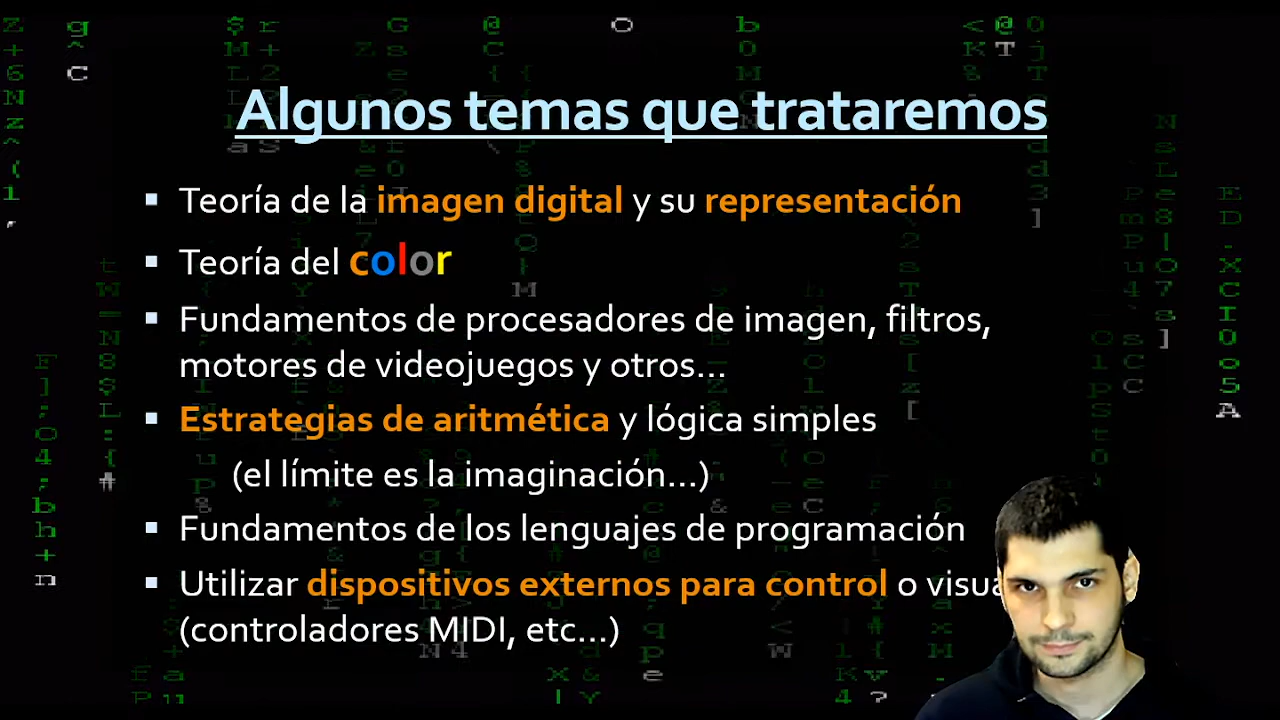 Algunos temas que trataremos
▪ Teoría de la imagen digital y su representación
▪ Teoría del color
▪ Fundamentos de procesadores de imagen, filtros,
motores de videojuegos y otros...
▪ Estrategias de aritmética y lógica simples
(el límite es la imaginación...)
▪ Fundamentos de los lenguajes de programación
▪ Utilizar dispositivos externos para control o
(controladores MIDI, etc...)